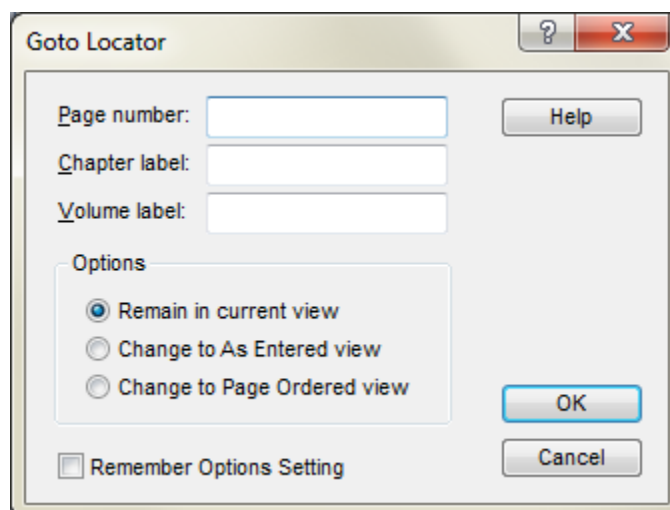 Goto Locator
Page number:
Help
Chapter label:
Volume label:
Options
Remain in current view
Change to As Entered view
Change to Page Ordered view
OK
Remember Options Setting
Cancel